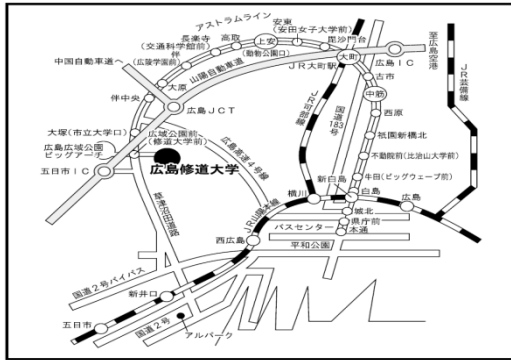 アストラムライン
安東
(安田女子大学前)
毘沙門台
上安
(動物公園口)
高取
長楽寺
(交通科学館前)
伴
(広陵学園前)
中国自動車道へ
山陽自動車道
JR大町駅
大町
広島IC
至広島空港
JR芸備線
古市
中筋
西原
祇園新橋北
不動院前(比治山大学前)
牛田(ビッグウェーブ前)
大原
伴中央
広島JCT
JR可部線
国道183号
大塚(市立大学口)
広域公園前
(修道大学前)
広島広域公園
ビッグアーチ
五日市IC
広島修道大学
広島高速4号線
新白島
白島
横川
広島
城北
県庁前
本通
バスセンター
平和公園
JR山陽本線
西広島
草津沼田道路
国道2号バイパス
新井口
五日市
国道2号
アルパーク